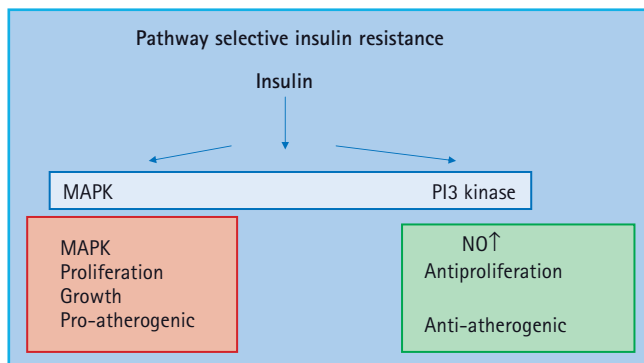 Pathway selective insulin resistance
Insulin
MAPK PI3 kinase
MAPK
Proliferation
Growth
Pro-atherogenic
NO↑
Antiproliferation
Anti-atherogenic